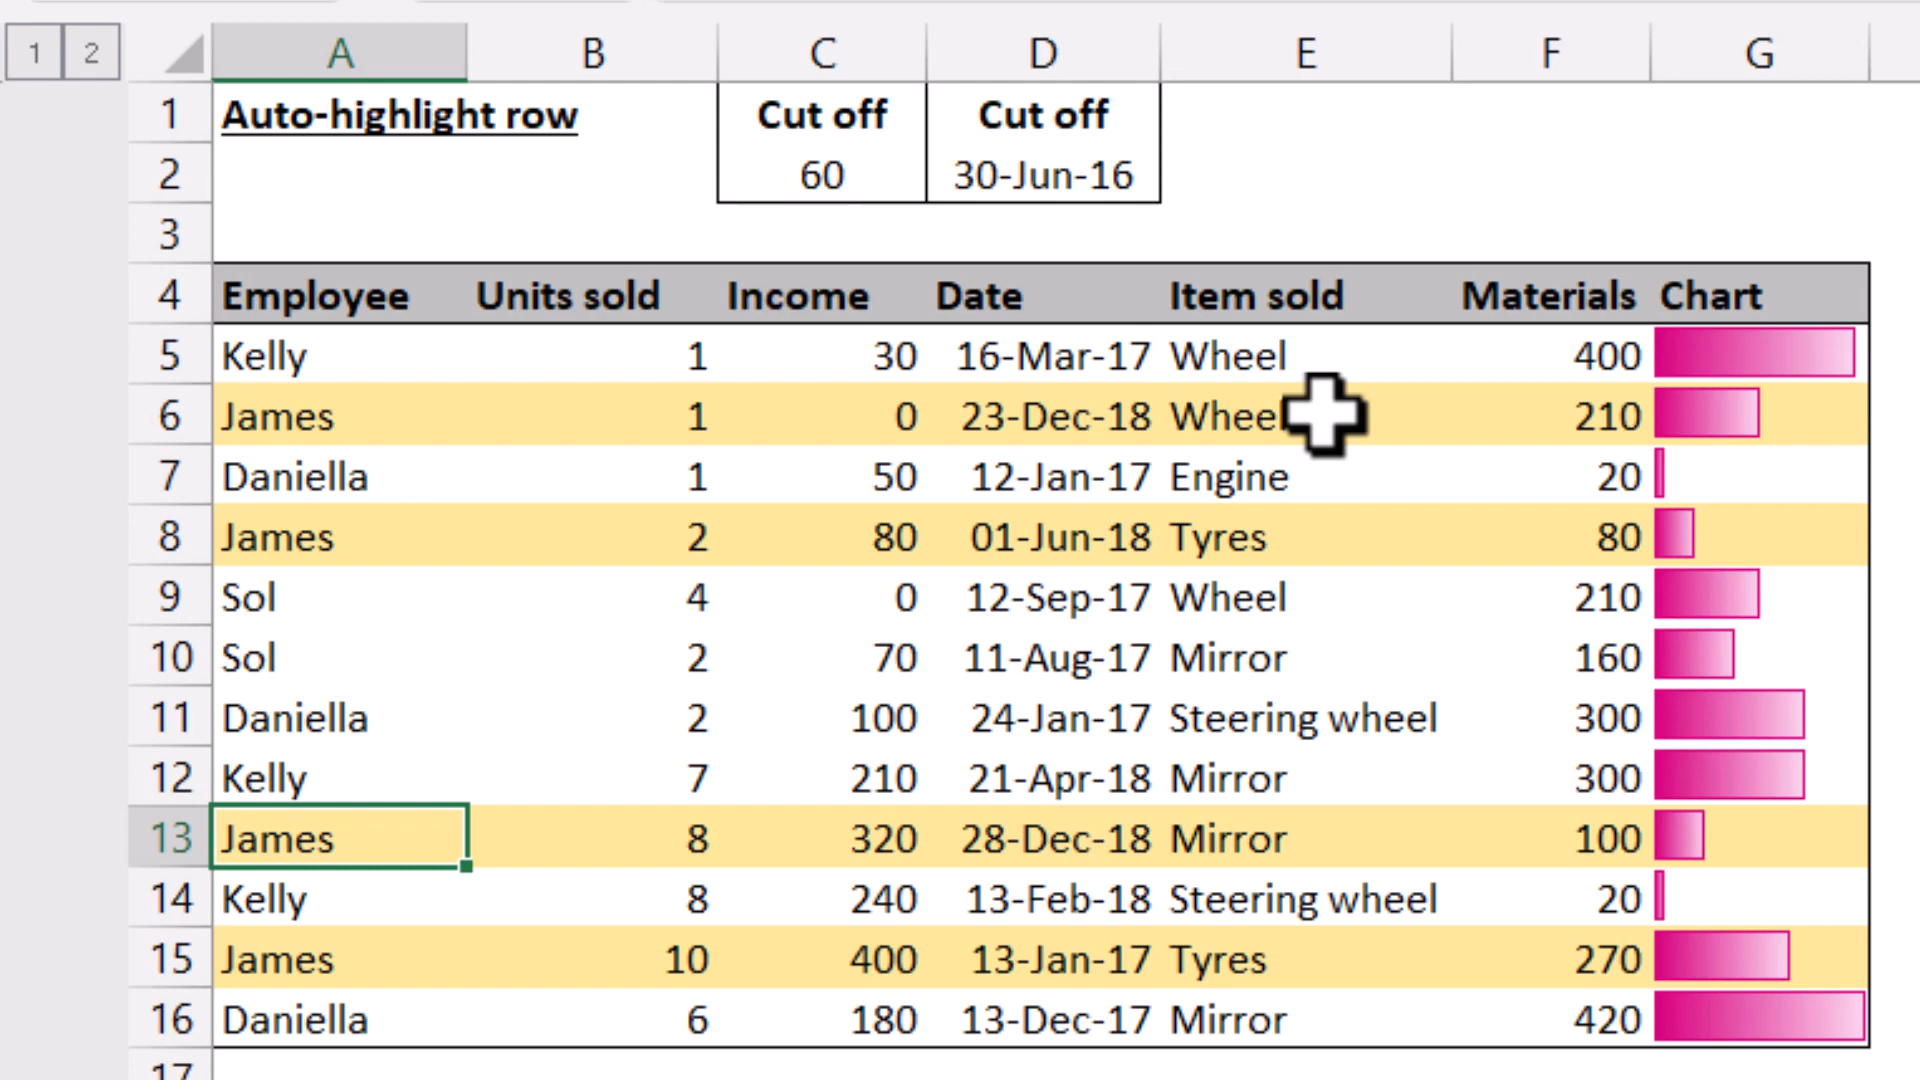 1 2 A B C D E F G
1 Auto-highlight row Cut off Cut off
2 60 30-Jun-16
3
4 Employee Units sold Income Date Item sold Materials Chart
5 Kelly 1 30 16-Mar-17 Wheel 400
6 James 1 0 23-Dec-18 Wheel 210
7 Daniella 1 50 12-Jan-17 Engine 20
8 James 2 80 01-Jun-18 Tyres 80
9 Sol 4 0 12-Sep-17 Wheel 210
10 Sol 2 70 11-Aug-17 Mirror 160
11 Daniella 2 100 24-Jan-17 Steering wheel 300
12 Kelly 7 210 21-Apr-18 Mirror 300
13 James 8 320 28-Dec-18 Mirror 100
14 Kelly 8 240 13-Feb-18 Steering wheel 20
15 James 10 400 13-Jan-17 Tyres 270
16 Daniella 6 180 13-Dec-17 Mirror 420
17